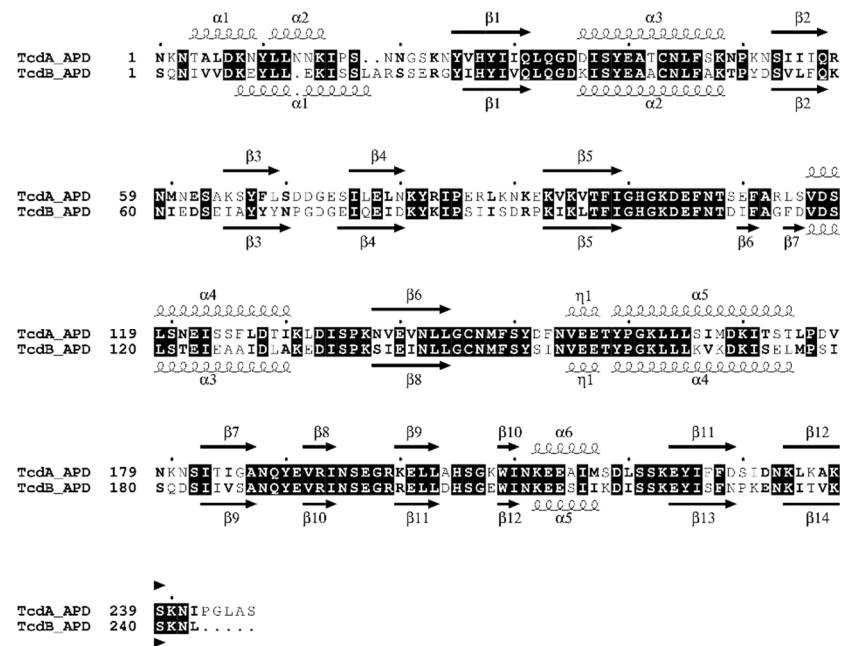 α1 α2 β1 α3 β2
TcdA_APD 1 NKNTALDKNYLLNNKIPS..NNGSKNYVHYIIQLQGDDISYEATCNLFSKNPKNSIIIQR
TcdB_APD 1 SQNIVVDKEYLL.EKISSLARSSERGYIHYIVQLQGDKISYEAACNLFAKTPYDSVLFQK
α1 β1 α2 β2
β3 β4 β5
TcdA_APD 59 NMNESAKSYFLSDDGESILELNKYRIPERLKNKEKVKVTFIGHGKDEFNTSEFARLSVDS
TcdB_APD 60 NIEDSEIAYYYNPGDGEIQEIDKYKIPSIISDRPKIKLTFIGHGKDEFNTDIFAGFDVDS
β3 β4 β5 β6 β7
α4 β6 η1 α5
TcdA_APD 119 LSNEISSFLDTIKLDISPKNVEVNLLGCNMFSYDFNVEETYPGKLLLSIMDKITSTLPDV
TcdB_APD 120 LSTEIEAAIDLAKEDISPKSIEINLLGCNMFSYSINVEETYPGKLLLKVKDKISELMPSI
α3 β8 η1 α4
β7 β8 β9 β10 α6 β11 β12
TcdA_APD 179 NKNSITIGANQYEVRINSEGRKELLAHSGKWINKEEAIMSDLSSKEYIFFDSIDNKLKAK
TcdB_APD 180 SQDSIIVSANQYEVRINSEGRRELLDHSGEWINKEESIIKDISSKEYISFNPKENKITVK
β9 β10 β11 β12 α5 β13 β14
TcdA_APD 239 SKNIPGLAS
TcdB_APD 240 SKNL.....